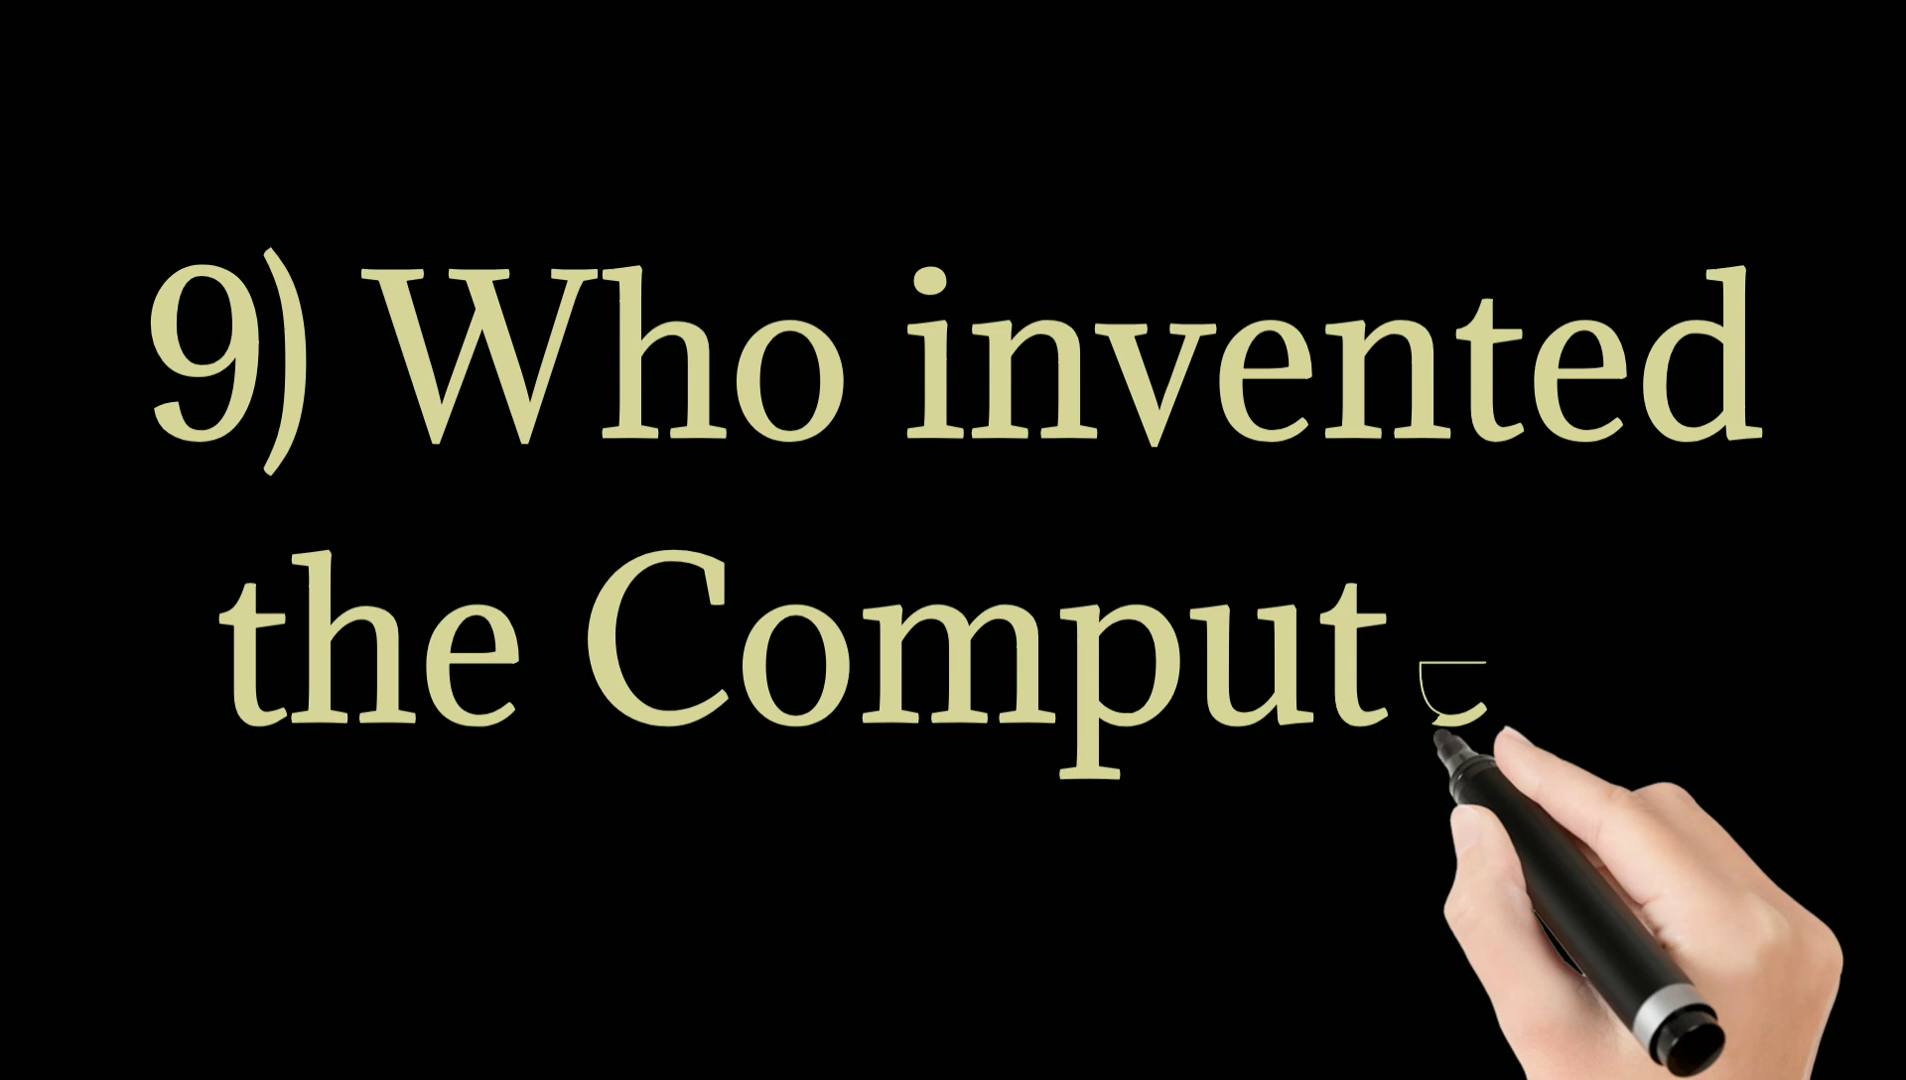 9) Who invented
the Comput